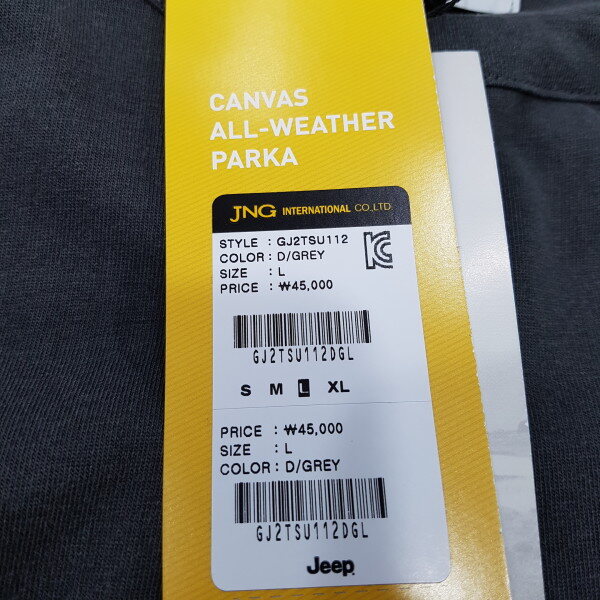 CANVAS
ALL-WEATHER
PARKA
JNG INTERNATIONAL CO.,LTD
STYLE : GJ2TSU112
COLOR : D/GREY
SIZE : L
PRICE : ₩45,000
GJ2TSU112DGL
S M L XL
PRICE : ₩45,000
SIZE : L
COLOR : D/GREY
GJ2TSU112DGL
Jeep